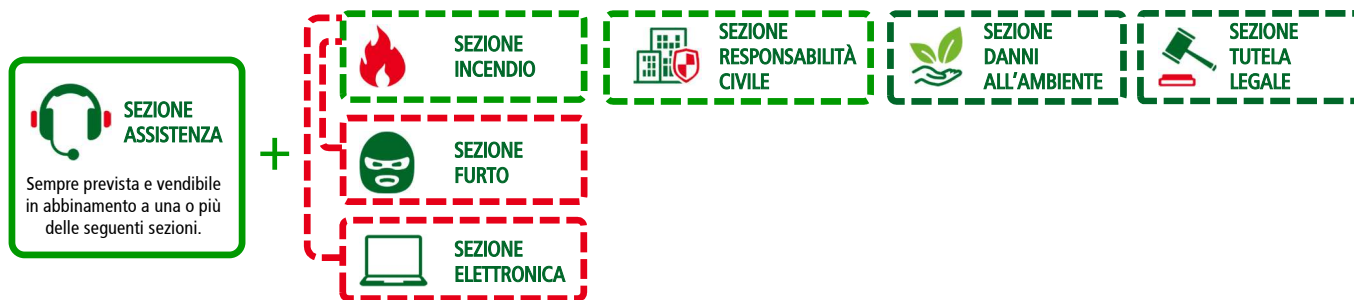 SEZIONE
ASSISTENZA
Sempre prevista e vendibile
in abbinamento a una o più
delle seguenti sezioni.
+
SEZIONE
INCENDIO
SEZIONE
FURTO
SEZIONE
ELETTRONICA
SEZIONE
RESPONSABILITÀ
CIVILE
SEZIONE
DANNI
ALL’AMBIENTE
SEZIONE
TUTELA
LEGALE